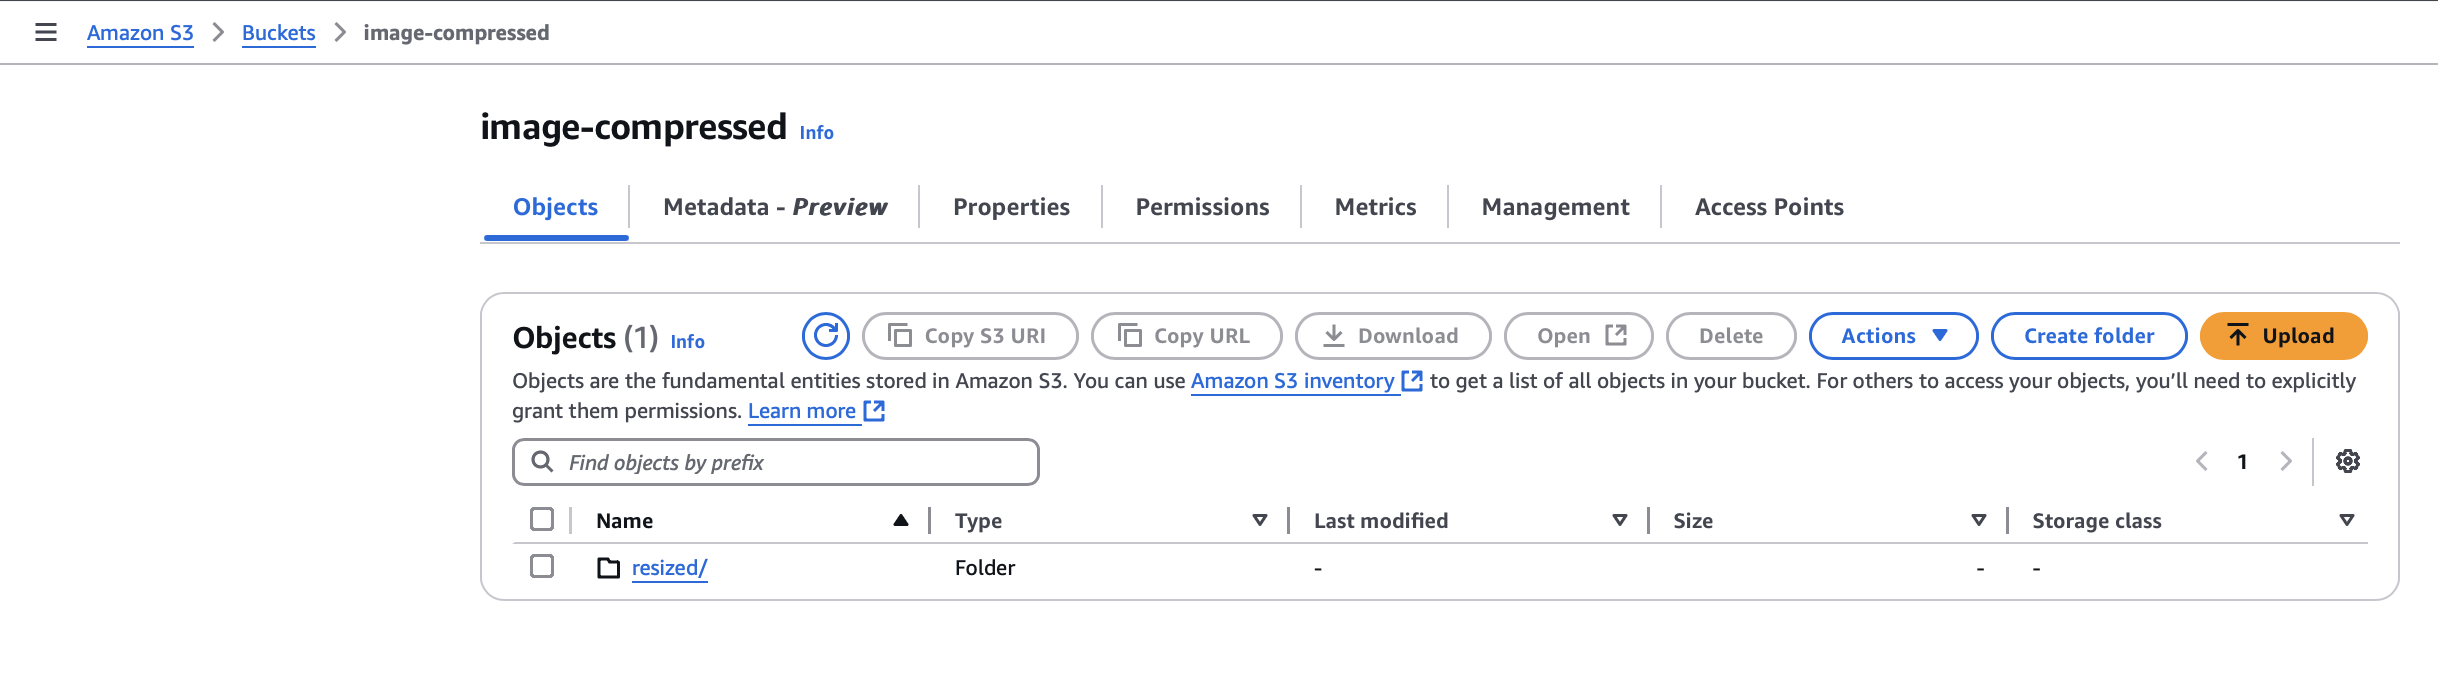 Amazon S3 > Buckets > image-compressed
image-compressed Info
Objects Metadata - Preview Properties Permissions Metrics Management Access Points
Objects (1) Info Copy S3 URI Copy URL Download Open Delete Actions Create folder Upload
Objects are the fundamental entities stored in Amazon S3. You can use Amazon S3 inventory to get a list of all objects in your bucket. For others to access your objects, you’ll need to explicitly
grant them permissions. Learn more
Find objects by prefix 1
Name Type Last modified Size Storage class
resized/ Folder - - -